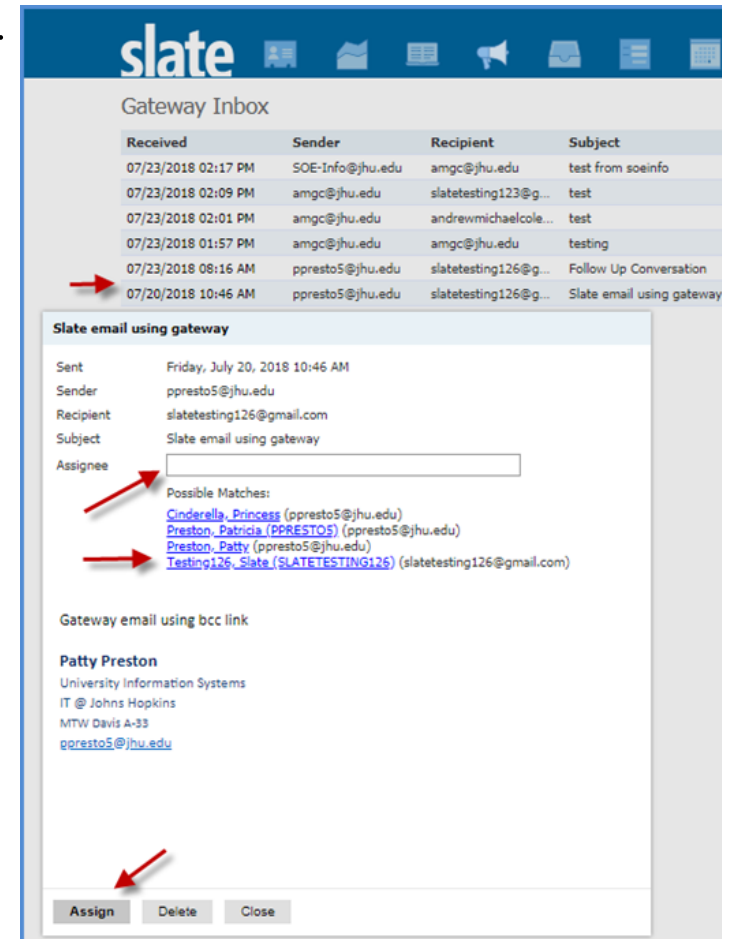 slate
Gateway Inbox
Received Sender Recipient Subject
07/23/2018 02:17 PM SOE-Info@jhu.edu amgc@jhu.edu test from soeinfo
07/23/2018 02:09 PM amgc@jhu.edu slatetesting123@g... test
07/23/2018 02:01 PM amgc@jhu.edu andrewmichaelcole... test
07/23/2018 01:57 PM amgc@jhu.edu amgc@jhu.edu testing
07/23/2018 08:16 AM ppresto5@jhu.edu slatetesting126@g... Follow Up Conversation
07/20/2018 10:46 AM ppresto5@jhu.edu slatetesting126@g... Slate email using gateway
Slate email using gateway
Sent Friday, July 20, 2018 10:46 AM
Sender ppresto5@jhu.edu
Recipient slatetesting126@gmail.com
Subject Slate email using gateway
Assignee
Possible Matches:
Cinderella, Princess (ppresto5@jhu.edu)
Preston, Patricia (PPRESTO5) (ppresto5@jhu.edu)
Preston, Patty (ppresto5@jhu.edu)
Testing126, Slate (SLATETESTING126) (slatetesting126@gmail.com)
Gateway email using bcc link
Patty Preston
University Information Systems
IT @ Johns Hopkins
MTW Davis A-33
ppresto5@jhu.edu
Assign Delete Close